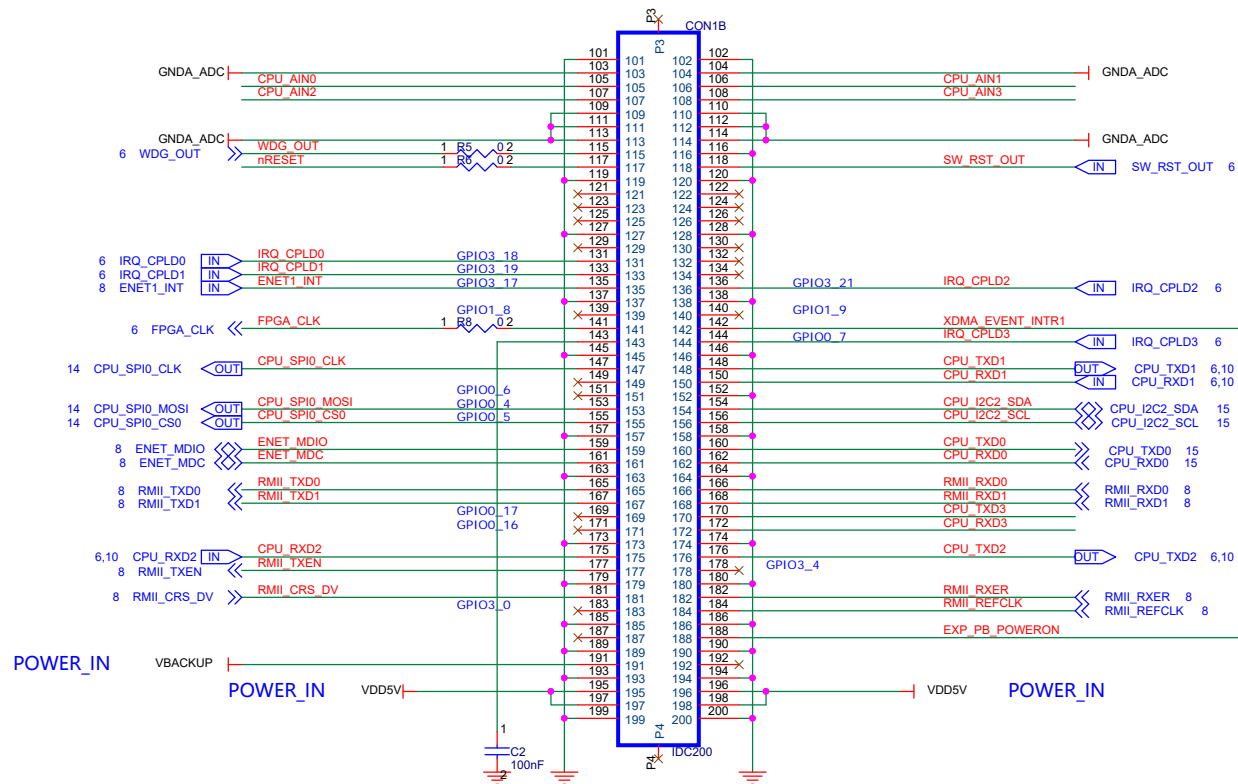 P3
CON1B
P3
101 101 102 102
GNDA_ADC 103 103 104 104 GNDA_ADC
CPU_AIN0 105 105 106 106 CPU_AIN1
CPU_AIN2 107 107 108 108 CPU_AIN3
109 109 110 110
111 111 112 112
GNDA_ADC 113 113 114 114 GNDA_ADC
6 WDG_OUT WDG_OUT 1 R5 0 2 115 115 116 116
nRESET 1 R6 0 2 117 117 118 118 SW_RST_OUT IN SW_RST_OUT 6
119 119 120 120
121 121 122 122
123 123 124 124
125 125 126 126
127 127 128 128
129 129 130 130
6 IRQ_CPLD0 IN IRQ_CPLD0 GPIO3_18 131 131 132 132
6 IRQ_CPLD1 IN IRQ_CPLD1 GPIO3_19 133 133 134 134
8 ENET1_INT IN ENET1_INT GPIO3_17 135 135 136 136 GPIO3_21 IRQ_CPLD2 IN IRQ_CPLD2 6
137 137 138 138
GPIO1_8 139 139 140 140 GPIO1_9
6 FPGA_CLK FPGA_CLK 1 R8 0 2 141 141 142 142 XDMA_EVENT_INTR1
143 143 144 144 GPIO0_7 IRQ_CPLD3 IN IRQ_CPLD3 6
145 145 146 146
14 CPU_SPI0_CLK OUT CPU_SPI0_CLK 147 147 148 148 CPU_TXD1 OUT CPU_TXD1 6,10
149 149 150 150 CPU_RXD1 IN CPU_RXD1 6,10
GPIO0_6 151 151 152 152
14 CPU_SPI0_MOSI OUT CPU_SPI0_MOSI GPIO0_4 153 153 154 154 CPU_I2C2_SDA CPU_I2C2_SDA 15
14 CPU_SPI0_CS0 OUT CPU_SPI0_CS0 GPIO0_5 155 155 156 156 CPU_I2C2_SCL CPU_I2C2_SCL 15
157 157 158 158
8 ENET_MDIO ENET_MDIO 159 159 160 160 CPU_TXD0 CPU_TXD0 15
8 ENET_MDC ENET_MDC 161 161 162 162 CPU_RXD0 CPU_RXD0 15
163 163 164 164
8 RMII_TXD0 RMII_TXD0 165 165 166 166 RMII_RXD0 RMII_RXD0 8
8 RMII_TXD1 RMII_TXD1 167 167 168 168 RMII_RXD1 RMII_RXD1 8
GPIO0_17 169 169 170 170 CPU_TXD3
GPIO0_16 171 171 172 172 CPU_RXD3
173 173 174 174
6,10 CPU_RXD2 IN CPU_RXD2 175 175 176 176 CPU_TXD2 OUT CPU_TXD2 6,10
8 RMII_TXEN RMII_TXEN 177 177 178 178 GPIO3_4
179 179 180 180
8 RMII_CRS_DV RMII_CRS_DV 181 181 182 182 RMII_RXER RMII_RXER 8
GPIO3_0 183 183 184 184 RMII_REFCLK RMII_REFCLK 8
185 185 186 186
187 187 188 188 EXP_PB_POWERON
189 189 190 190
POWER_IN VBACKUP 191 191 192 192
193 193 194 194
POWER_IN VDD5V 195 195 196 196 VDD5V POWER_IN
197 197 198 198
199 199 200 200
1
P4
C2
100nF
2
IDC200
P4